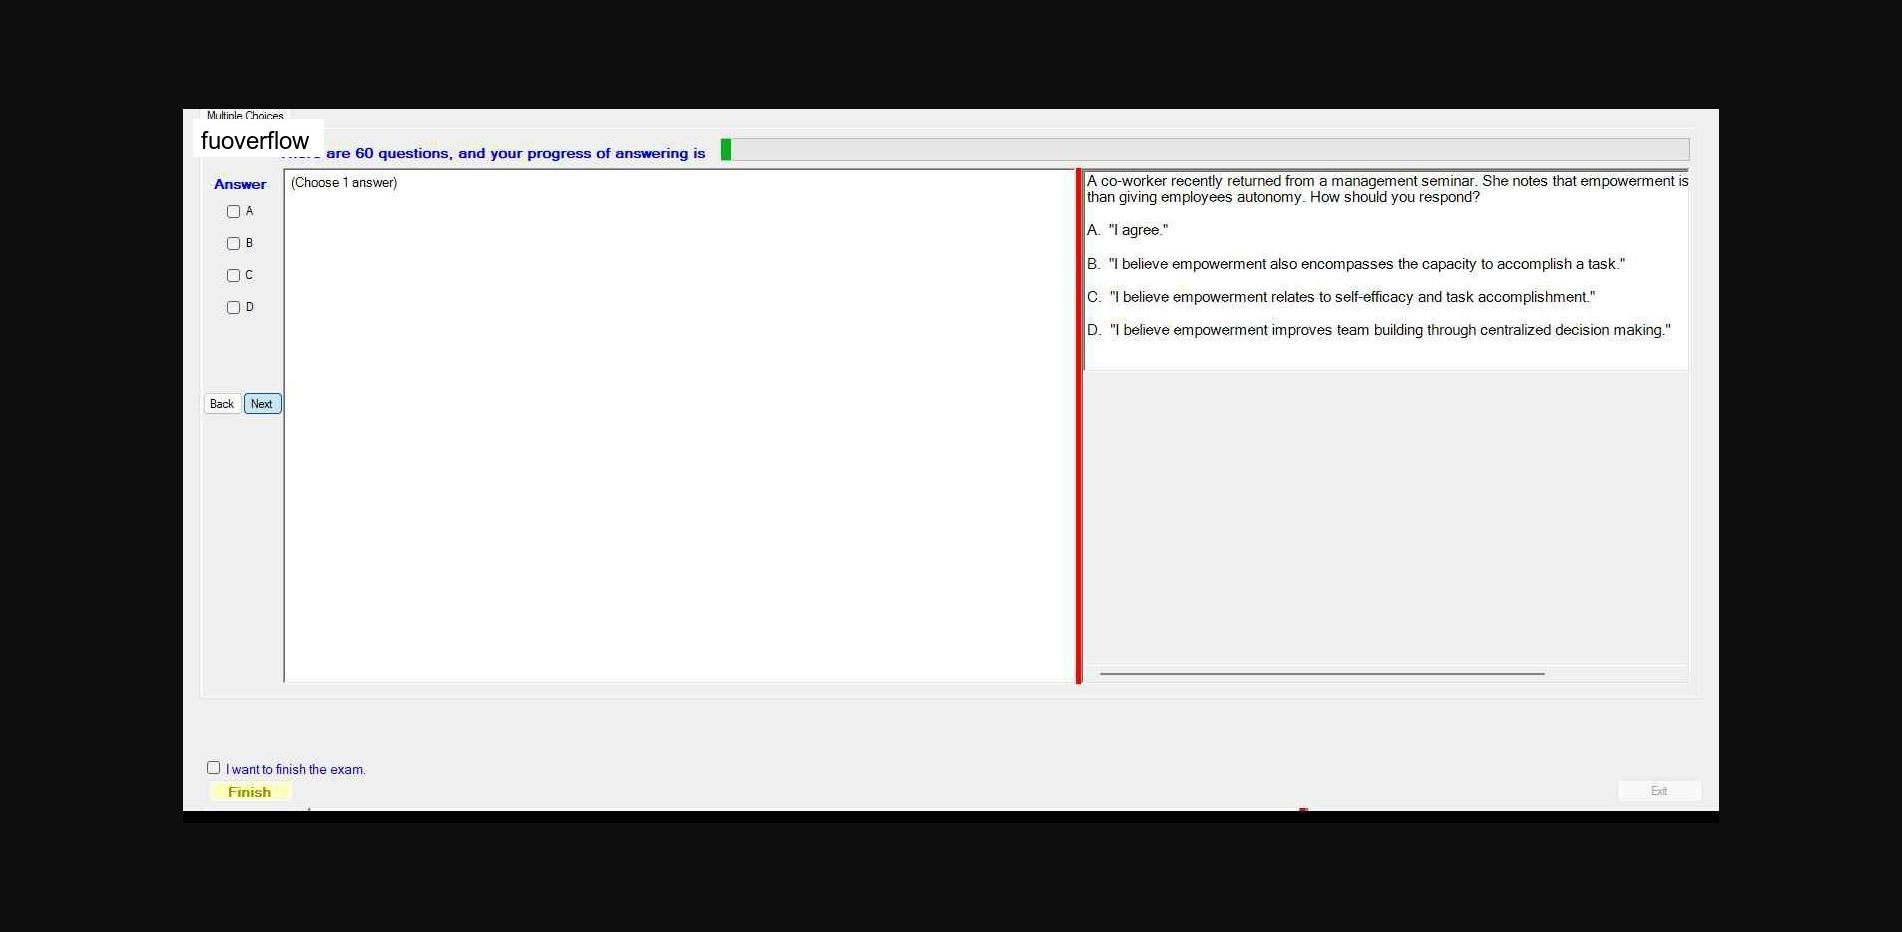 Multiple Choices
fuoverflow
are 60 questions, and your progress of answering is
Answer
(Choose 1 answer)
A
B
C
D
Back Next
A co-worker recently returned from a management seminar. She notes that empowerment is
than giving employees autonomy. How should you respond?
A. "I agree."
B. "I believe empowerment also encompasses the capacity to accomplish a task."
C. "I believe empowerment relates to self-efficacy and task accomplishment."
D. "I believe empowerment improves team building through centralized decision making."
I want to finish the exam.
Finish
Exit